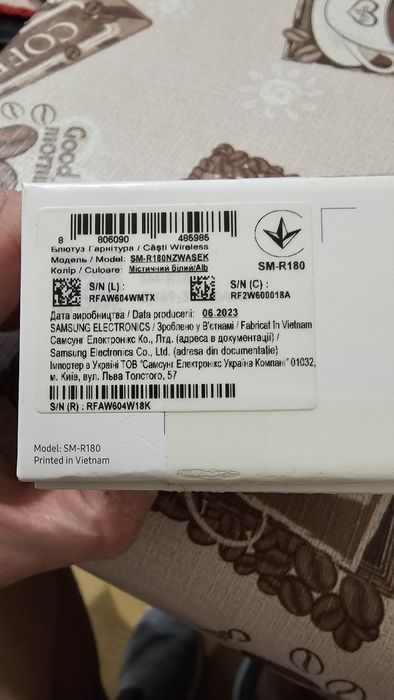 COFFEE
Good
morni
8 806090 485985
Блютуз Гарнітура / Căști Wireless
Модель / Model: SM-R180NZWASEK
Колір / Culoare: Містичний білий/Alb
SM-R180
S/N (L) :
RFAW604WMTX
S/N (C) :
RF2W600018A
Дата виробництва / Data producerii: 06.2023
SAMSUNG ELECTRONICS / Зроблено у В'єтнамі / Fabricat în Vietnam
Самсунг Електронікс Ко., Лтд. (адреса в документації) /
Samsung Electronics Co., Ltd. (adresa din documentație)
Імпортер в Україні ТОВ "Самсунг Електронікс Україна Компані" 01032,
м. Київ, вул. Льва Толстого, 57
S/N (R) : RFAW604W18K
Model: SM-R180
Printed in Vietnam